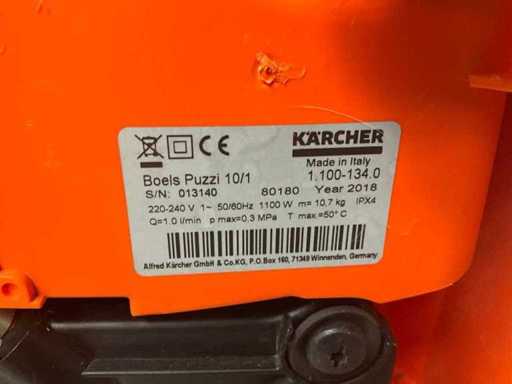 KÄRCHER
Made in Italy
Boels Puzzi 10/1 1.100-134.0
S/N: 013140 80180 Year 2018
220-240 V 1~ 50/60Hz 1100 W m= 10,7 kg IPX4
Q=1.0 l/min p max=0,3 MPa T max.=50° C
Alfred Kärcher GmbH & Co.KG, P.O.Box 160, 71349 Winnenden, Germany